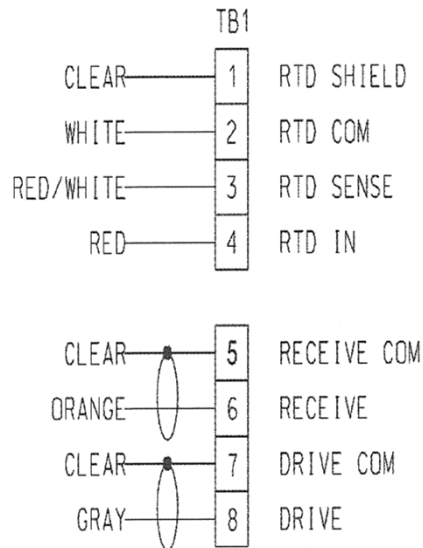 TB1
CLEAR 1 RTD SHIELD
WHITE 2 RTD COM
RED/WHITE 3 RTD SENSE
RED 4 RTD IN
CLEAR 5 RECEIVE COM
ORANGE 6 RECEIVE
CLEAR 7 DRIVE COM
GRAY 8 DRIVE